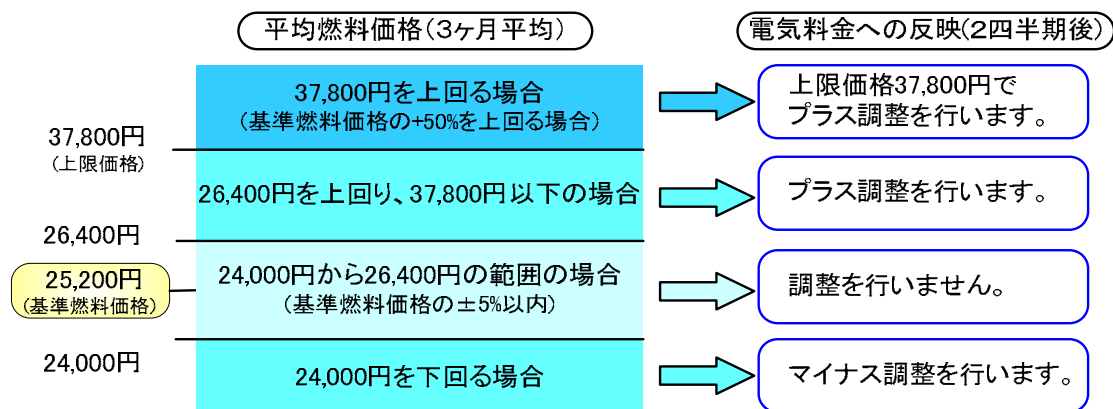 平均燃料価格(3ヶ月平均)
電気料金への反映(2四半期後)
37,800円を上回る場合
(基準燃料価格の+50%を上回る場合)
上限価格37,800円で
プラス調整を行います。
37,800円
(上限価格)
26,400円を上回り、37,800円以下の場合
プラス調整を行います。
26,400円
25,200円
(基準燃料価格)
24,000円から26,400円の範囲の場合
(基準燃料価格の±5%以内)
調整を行いません。
24,000円
24,000円を下回る場合
マイナス調整を行います。